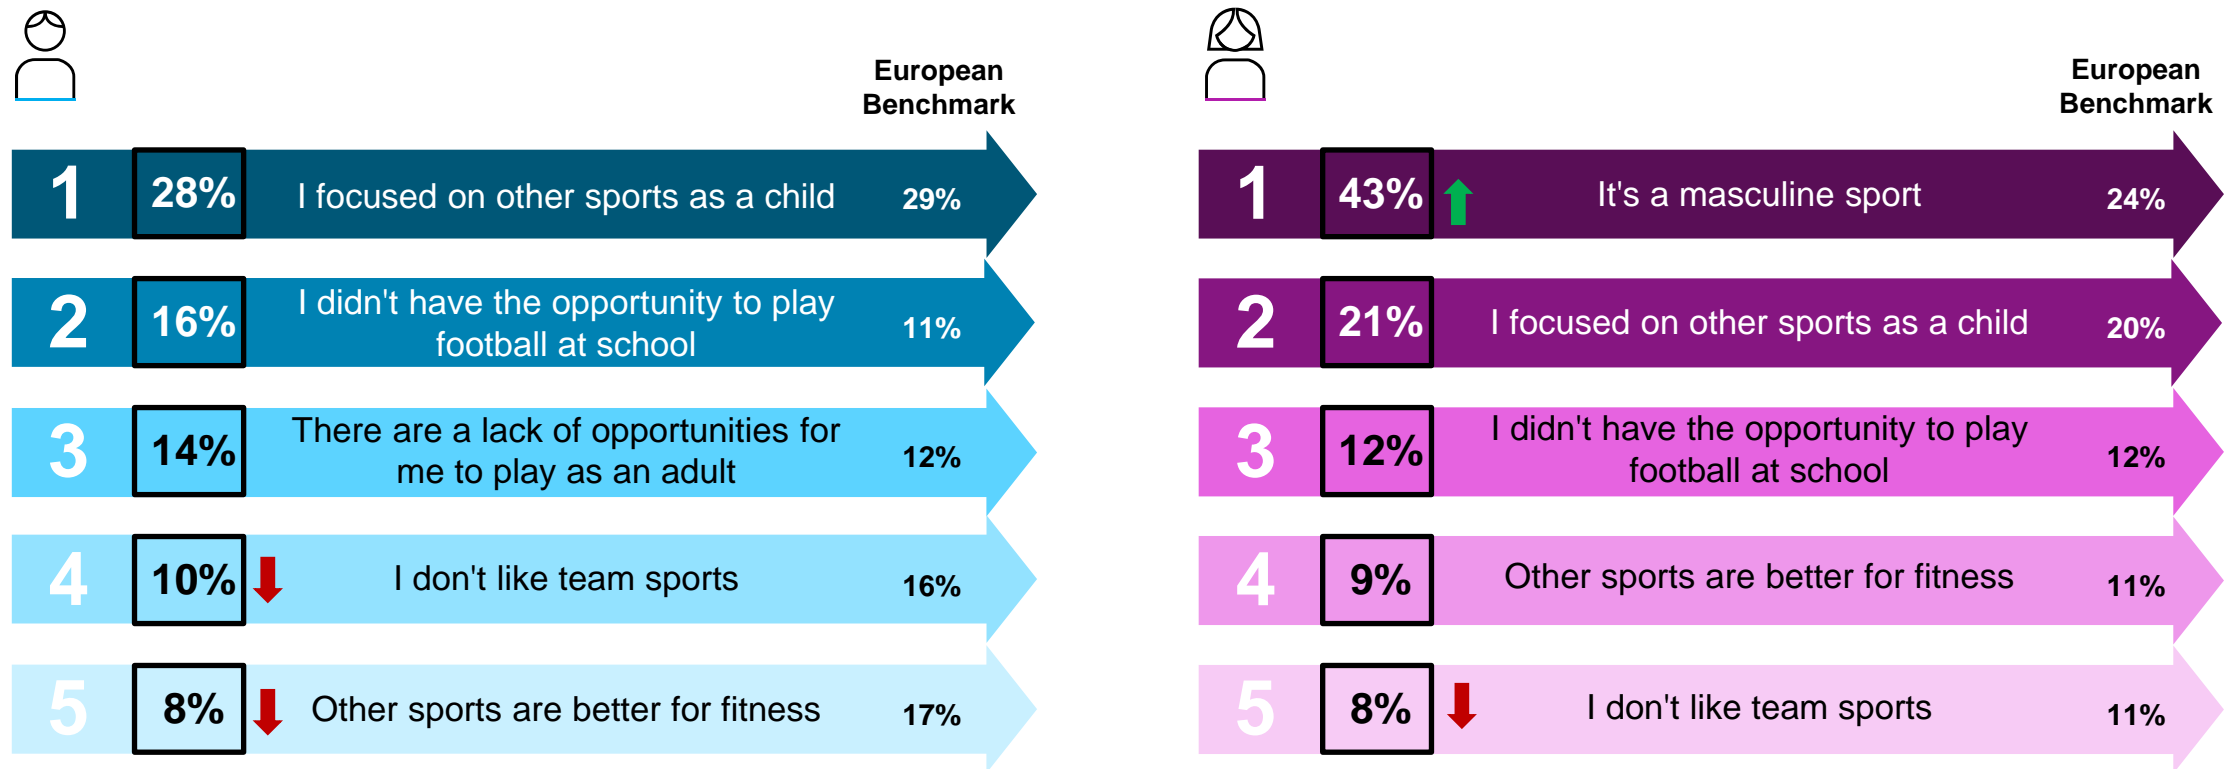 European
Benchmark
1
28%
I focused on other sports as a child
29%
2
16%
I didn't have the opportunity to play
football at school
11%
3
14%
There are a lack of opportunities for
me to play as an adult
12%
4
10%
I don't like team sports
16%
5
8%
Other sports are better for fitness
17%
European
Benchmark
1
43%
It's a masculine sport
24%
2
21%
I focused on other sports as a child
20%
3
12%
I didn't have the opportunity to play
football at school
12%
4
9%
Other sports are better for fitness
11%
5
8%
I don't like team sports
11%